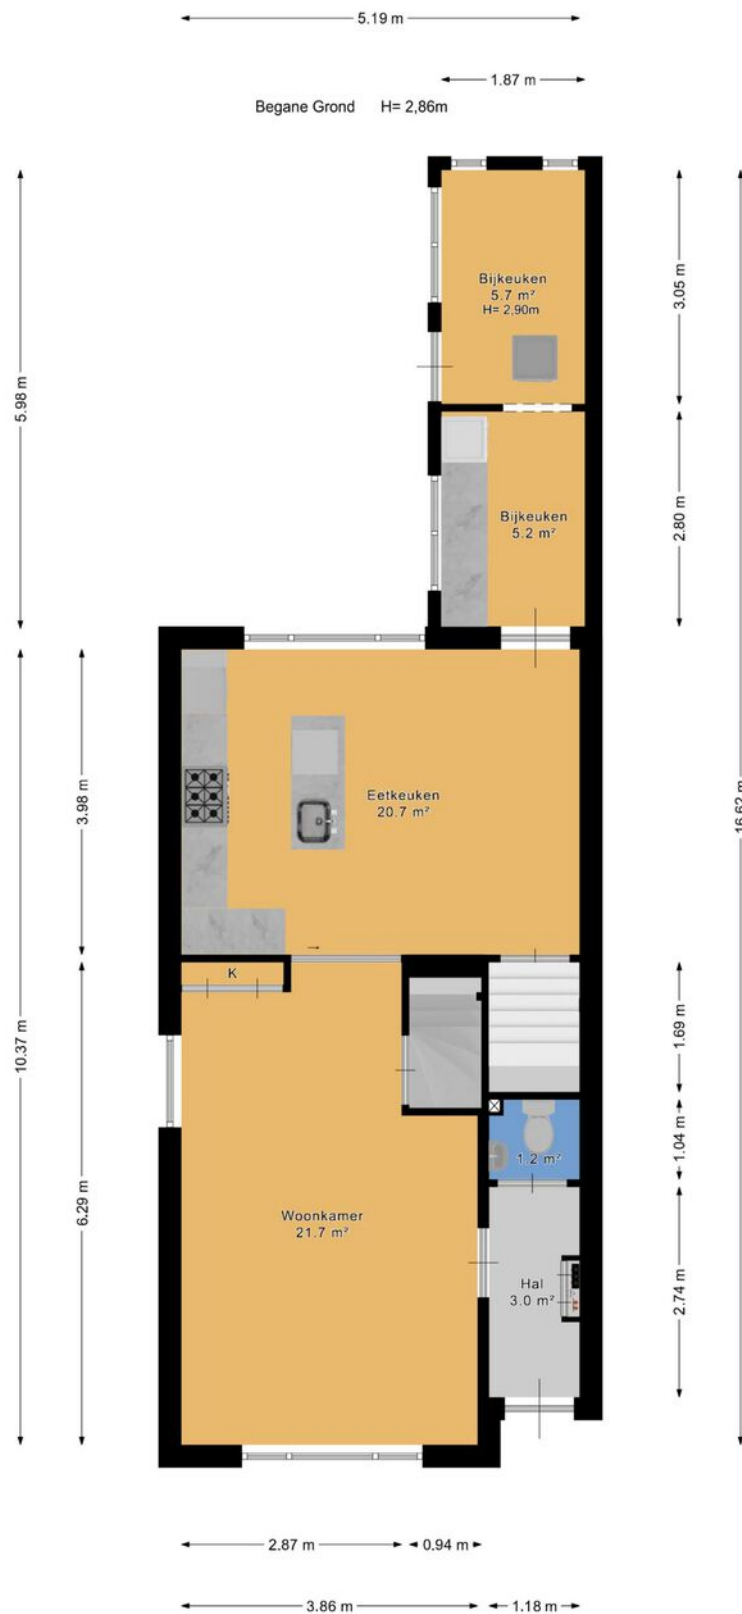 5.19 m
1.87 m
Begane Grond H= 2,86m
Bijkeuken
5.7 m²
H= 2,90m
3.05 m
5.98 m
Bijkeuken
5.2 m²
2.80 m
Eetkeuken
20.7 m²
3.98 m
16.62 m
K
10.37 m
1.69 m
1.2 m²
1.04 m
6.29 m
Woonkamer
21.7 m²
Hal
3.0 m²
2.74 m
2.87 m
0.94 m
3.86 m
1.18 m